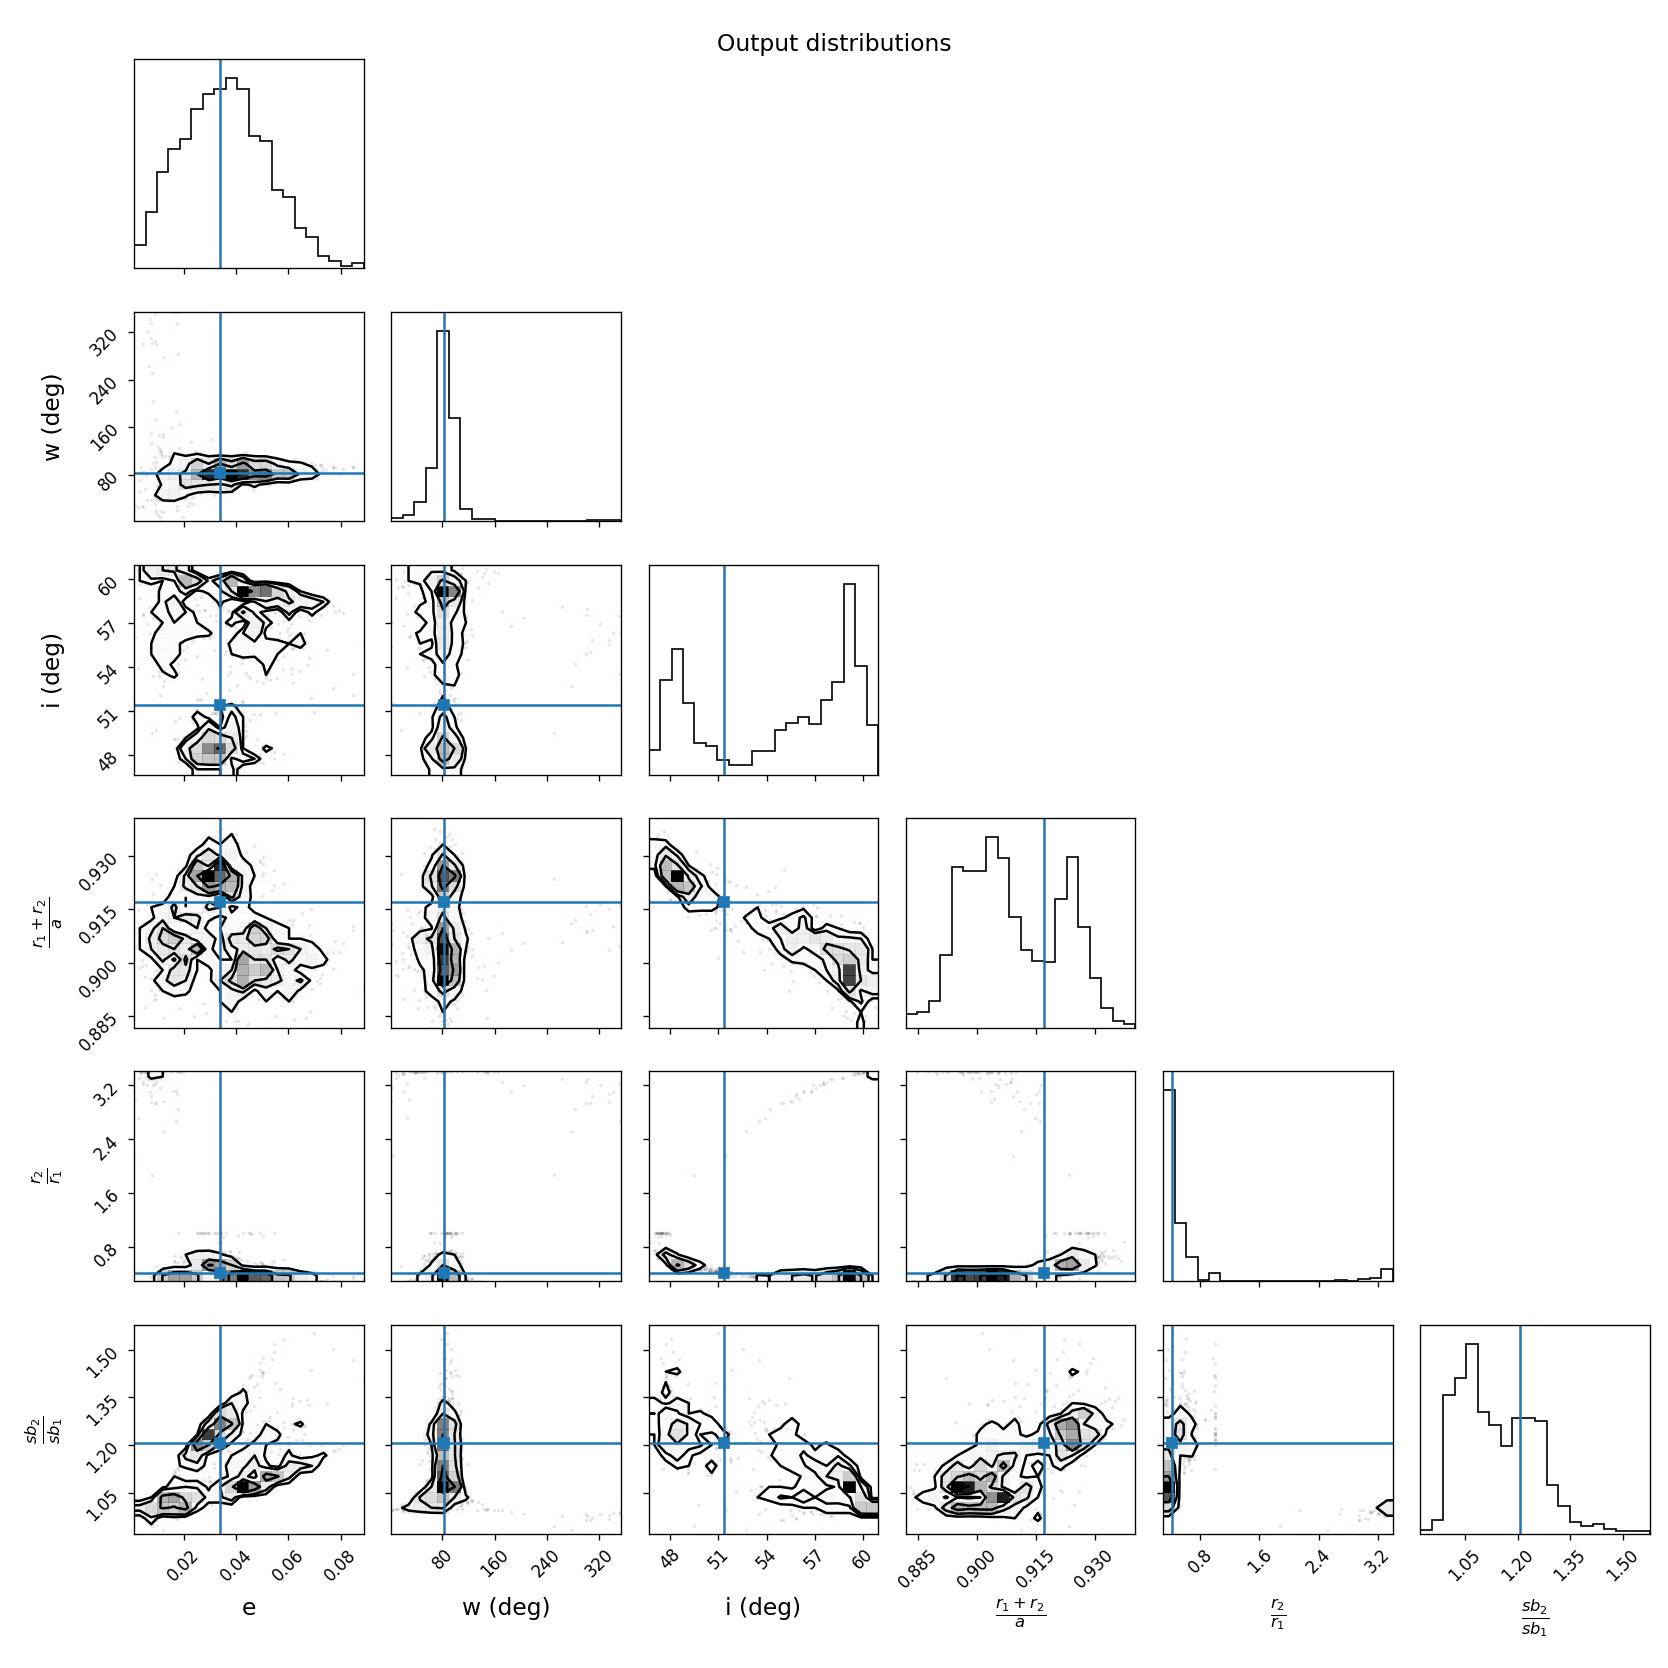 Output distributions
w (deg)
320
240
160
80
i (deg)
60
57
54
51
48
r₁ + r₂
a
0.930
0.915
0.900
0.885
r₂
r₁
3.2
2.4
1.6
0.8
sb₂
sb₁
1.50
1.35
1.20
1.05
0.02 0.04 0.06 0.08 80 160 240 320 48 51 54 57 60 0.885 0.900 0.915 0.930 0.8 1.6 2.4 3.2 1.05 1.20 1.35 1.50
e w (deg) i (deg)
r₁ + r₂
a
r₂
r₁
sb₂
sb₁